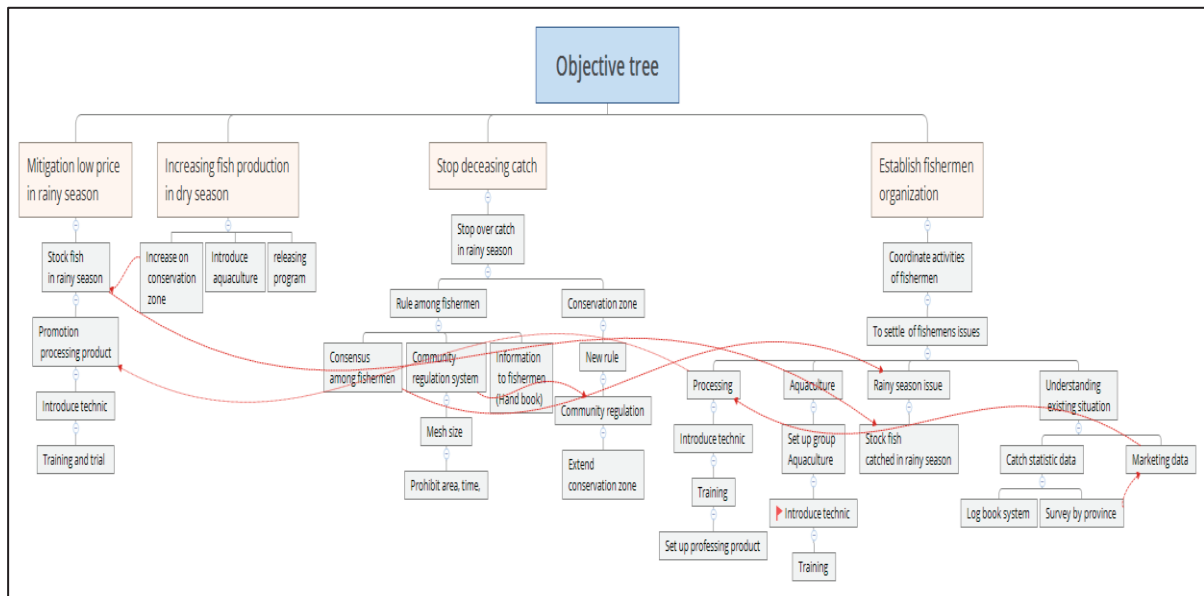 Objective tree
Mitigation low price
in rainy season
Increasing fish production
in dry season
Stop deceasing catch
Establish fishermen
organization
Stock fish
in rainy season
Increase on
conservation
zone
Introduce
aquaculture
releasing
program
Stop over catch
in rainy season
Coordinate activities
of fishermen
Promotion
processing product
Rule among fishermen
Conservation zone
To settle of fishemens issues
Consensus
among fishermen
Community
regulation system
Information
to fishermen
(Hand book)
New rule
Processing
Aquaculture
Rainy season issue
Understanding
existing situation
Introduce technic
Mesh size
Community regulation
Introduce technic
Set up group
Aquaculture
Stock fish
catched in rainy season
Catch statistic data
Marketing data
Training and trial
Prohibit area, time,
Extend
conservation zone
Training
Introduce technic
Log book system
Survey by province
Set up professing product
Training